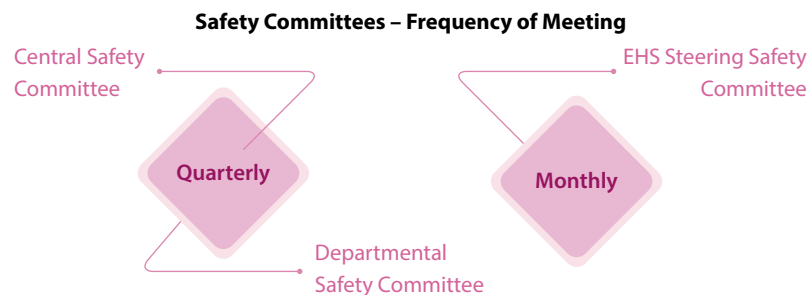 Safety Committees – Frequency of Meeting
Central Safety
Committee
Quarterly
Departmental
Safety Committee
EHS Steering Safety
Committee
Monthly